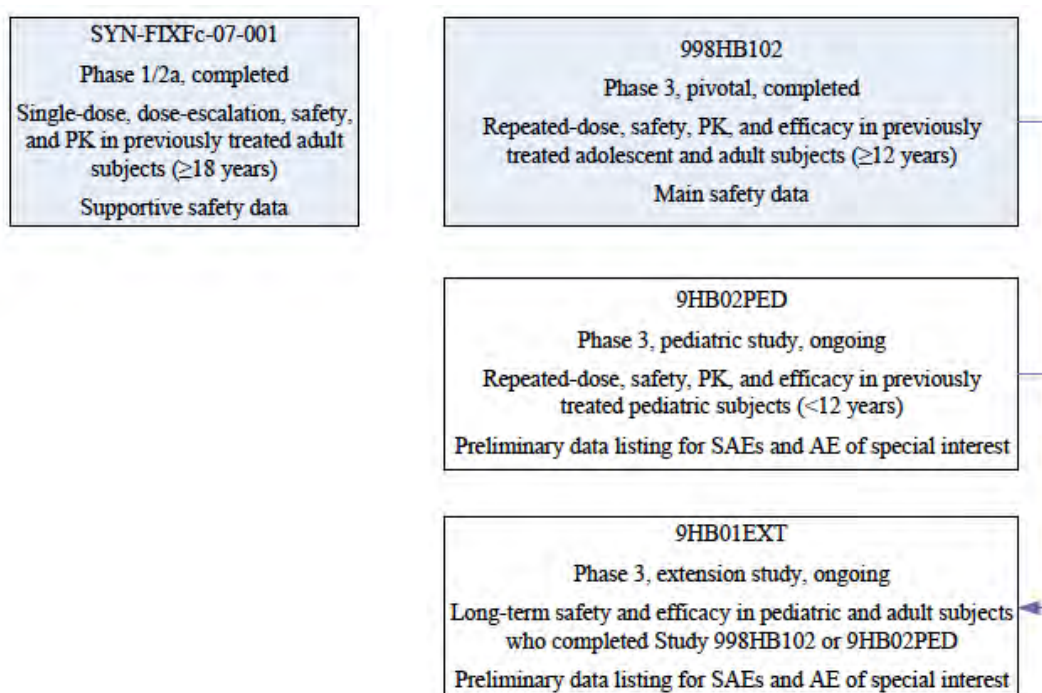 SYN-FIXFc-07-001
Phase 1/2a, completed
Single-dose, dose-escalation, safety,
and PK in previously treated adult
subjects (≥18 years)
Supportive safety data
998HB102
Phase 3, pivotal, completed
Repeated-dose, safety, PK, and efficacy in previously
treated adolescent and adult subjects (≥12 years)
Main safety data
9HB02PED
Phase 3, pediatric study, ongoing
Repeated-dose, safety, PK, and efficacy in previously
treated pediatric subjects (<12 years)
Preliminary data listing for SAEs and AE of special interest
9HB01EXT
Phase 3, extension study, ongoing
Long-term safety and efficacy in pediatric and adult subjects
who completed Study 998HB102 or 9HB02PED
Preliminary data listing for SAEs and AE of special interest